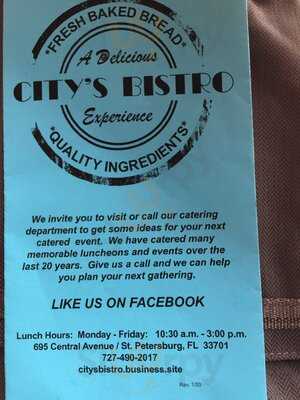 *FRESH BAKED BREAD*
A Delicious
CITY'S BISTRO
Experience
*QUALITY INGREDIENTS*
We invite you to visit or call our catering
department to get some ideas for your next
catered event. We have catered many
memorable luncheons and events over the
last 20 years. Give us a call and we can help
you plan your next gathering.
LIKE US ON FACEBOOK
Lunch Hours: Monday - Friday: 10:30 a.m. - 3:00 p.m.
695 Central Avenue / St. Petersburg, FL 33701
727-490-2017
citysbistro.business.site
Rev.